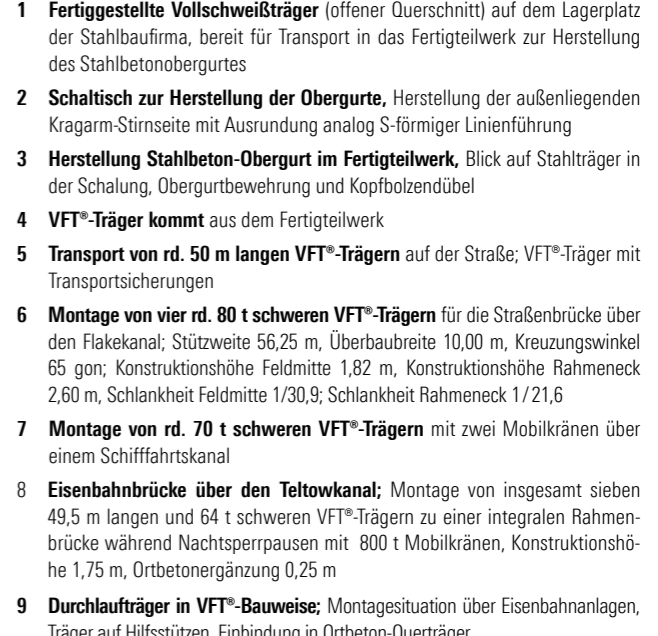 1 Fertiggestellte Vollschweißträger (offener Querschnitt) auf dem Lagerplatz
der Stahlbaufirma, bereit für Transport in das Fertigteilwerk zur Herstellung
des Stahlbetonobergurtes
2 Schaltisch zur Herstellung der Obergurte, Herstellung der außenliegenden
Kragarm-Stirnseite mit Ausrundung analog S-förmiger Linienführung
3 Herstellung Stahlbeton-Obergurt im Fertigteilwerk, Blick auf Stahlträger in
der Schalung, Obergurtbewehrung und Kopfbolzendübel
4 VFT®-Träger kommt aus dem Fertigteilwerk
5 Transport von rd. 50 m langen VFT®-Trägern auf der Straße; VFT®-Träger mit
Transportsicherungen
6 Montage von vier rd. 80 t schweren VFT®-Trägern für die Straßenbrücke über
den Flakekanal; Stützweite 56,25 m, Überbaubreite 10,00 m, Kreuzungswinkel
65 gon; Konstruktionshöhe Feldmitte 1,82 m, Konstruktionshöhe Rahmeneck
2,60 m, Schlankheit Feldmitte 1/30,9; Schlankheit Rahmeneck 1/21,6
7 Montage von rd. 70 t schweren VFT®-Trägern mit zwei Mobilkränen über
einem Schifffahrtskanal
8 Eisenbahnbrücke über den Teltowkanal; Montage von insgesamt sieben
49,5 m langen und 64 t schweren VFT®-Trägern zu einer integralen Rahmen-
brücke während Nachtsperrpausen mit 800 t Mobilkränen, Konstruktionshö-
he 1,75 m, Ortbetonergänzung 0,25 m
9 Durchlaufträger in VFT®-Bauweise; Montagesituation über Eisenbahnanlagen,
Träger auf Hilfsstützen, Einbindung in Ortbeton-Querträger